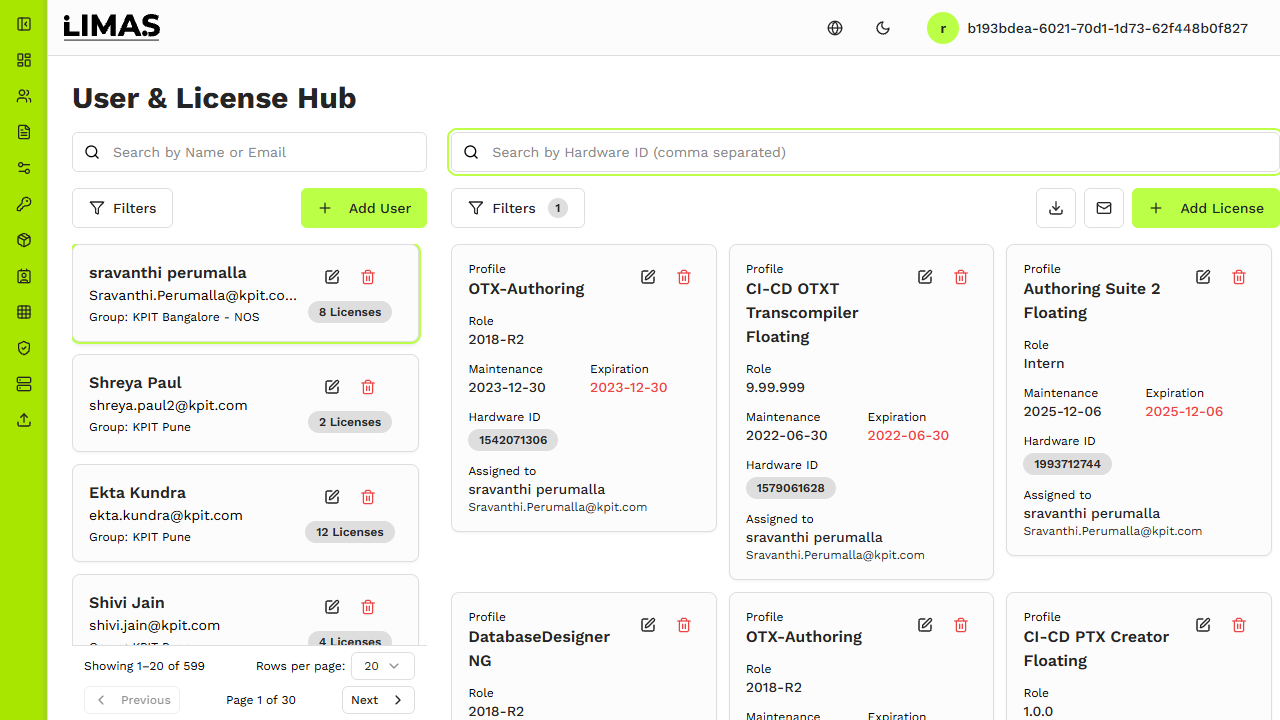 LIMAS
r
b193bdea-6021-70d1-1d73-62f448b0f827
User & License Hub
Search by Name or Email
Filters
Add User
sravanthi perumalla
Sravanthi.Perumalla@kpit.co...
Group: KPIT Bangalore - NOS
8 Licenses
Shreya Paul
shreya.paul2@kpit.com
Group: KPIT Pune
2 Licenses
Ekta Kundra
ekta.kundra@kpit.com
Group: KPIT Pune
12 Licenses
Shivi Jain
shivi.jain@kpit.com
4 Licenses
Showing 1–20 of 599
Rows per page:
20
Previous
Page 1 of 30
Next
Search by Hardware ID (comma separated)
Filters
1
Add License
Profile
OTX-Authoring
Role
2018-R2
Maintenance
Expiration
2023-12-30
2023-12-30
Hardware ID
1542071306
Assigned to
sravanthi perumalla
Sravanthi.Perumalla@kpit.com
Profile
CI-CD OTXT
Transcompiler
Floating
Role
9.99.999
Maintenance
Expiration
2022-06-30
2022-06-30
Hardware ID
1579061628
Assigned to
sravanthi perumalla
Sravanthi.Perumalla@kpit.com
Profile
Authoring Suite 2
Floating
Role
Intern
Maintenance
Expiration
2025-12-06
2025-12-06
Hardware ID
1993712744
Assigned to
sravanthi perumalla
Sravanthi.Perumalla@kpit.com
Profile
DatabaseDesigner
NG
Role
2018-R2
Profile
OTX-Authoring
Role
2018-R2
Maintenance
Expiration
Profile
CI-CD PTX Creator
Floating
Role
1.0.0